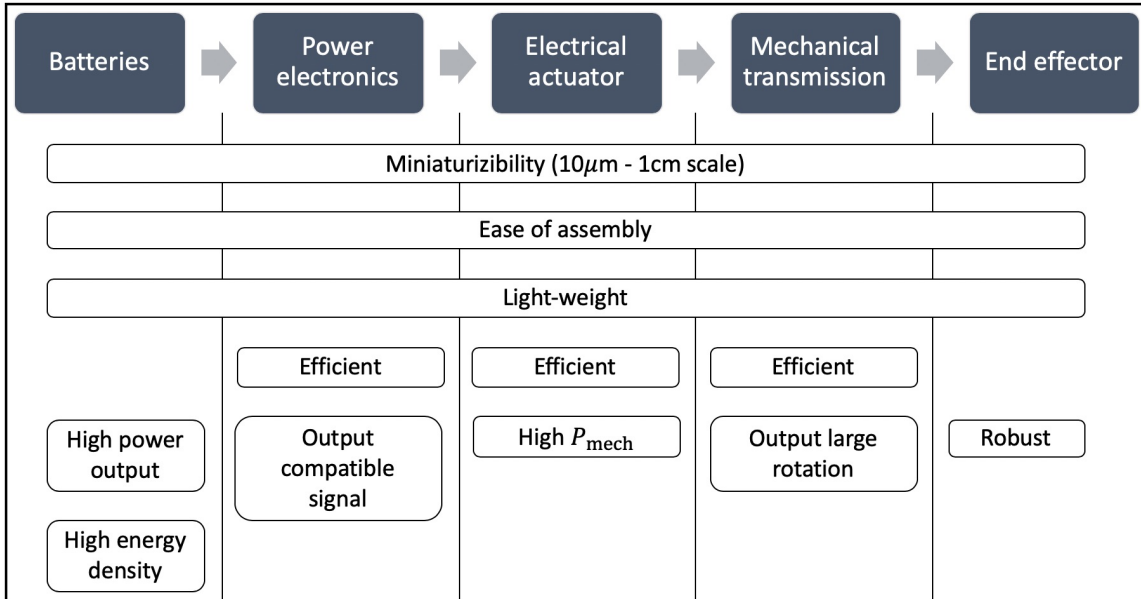 Batteries
Power
electronics
Electrical
actuator
Mechanical
transmission
End effector
Miniaturizibility (10𝜇m - 1cm scale)
Ease of assembly
Light-weight
Efficient
Efficient
Efficient
High power
output
Output
compatible
signal
High P_mech
Output large
rotation
Robust
High energy
density